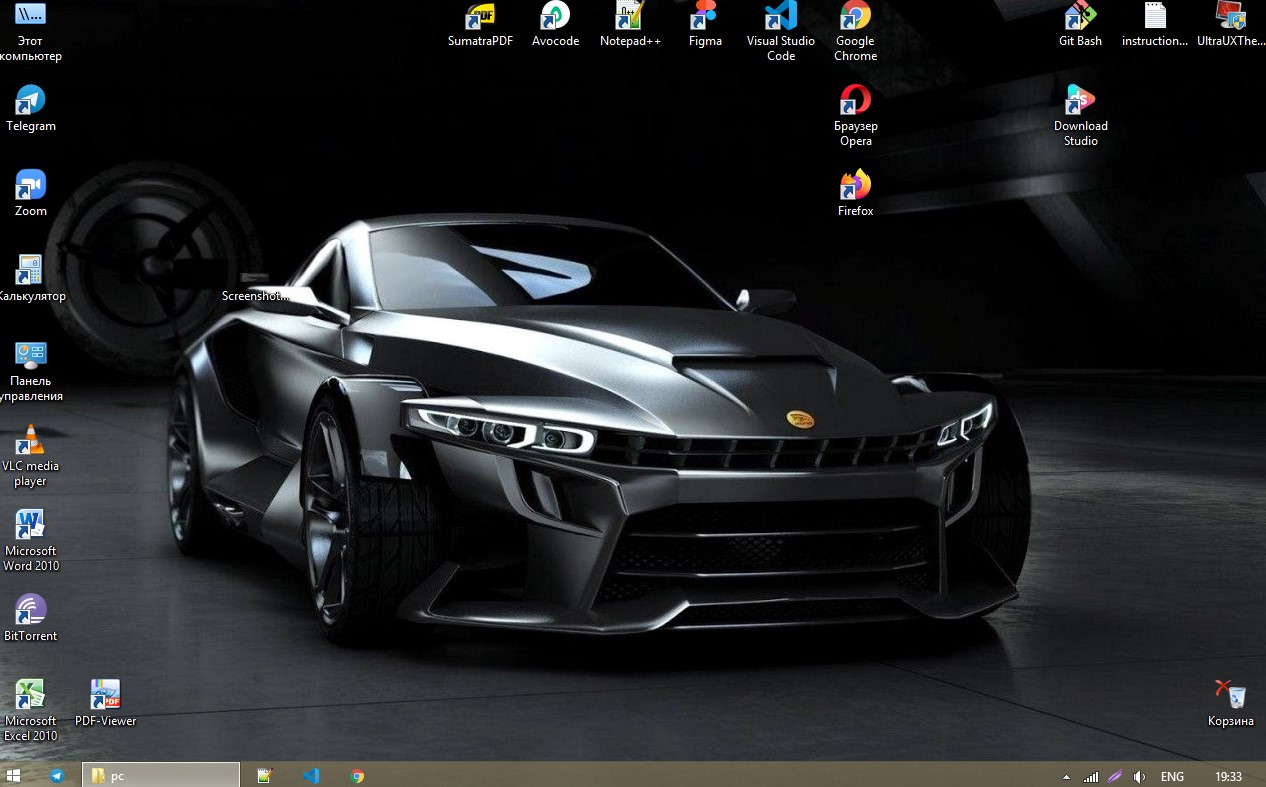 Этот
компьютер
SumatraPDF
Avocode
Notepad++
Figma
Visual Studio
Code
Google
Chrome
Git Bash
instruction...
UltraUXThe...
Telegram
Браузер
Opera
Download
Studio
Zoom
Firefox
Калькулятор
Screenshot...
Панель
управления
VLC media
player
Microsoft
Word 2010
BitTorrent
Microsoft
Excel 2010
PDF-Viewer
Корзина
pc
ENG
19:33